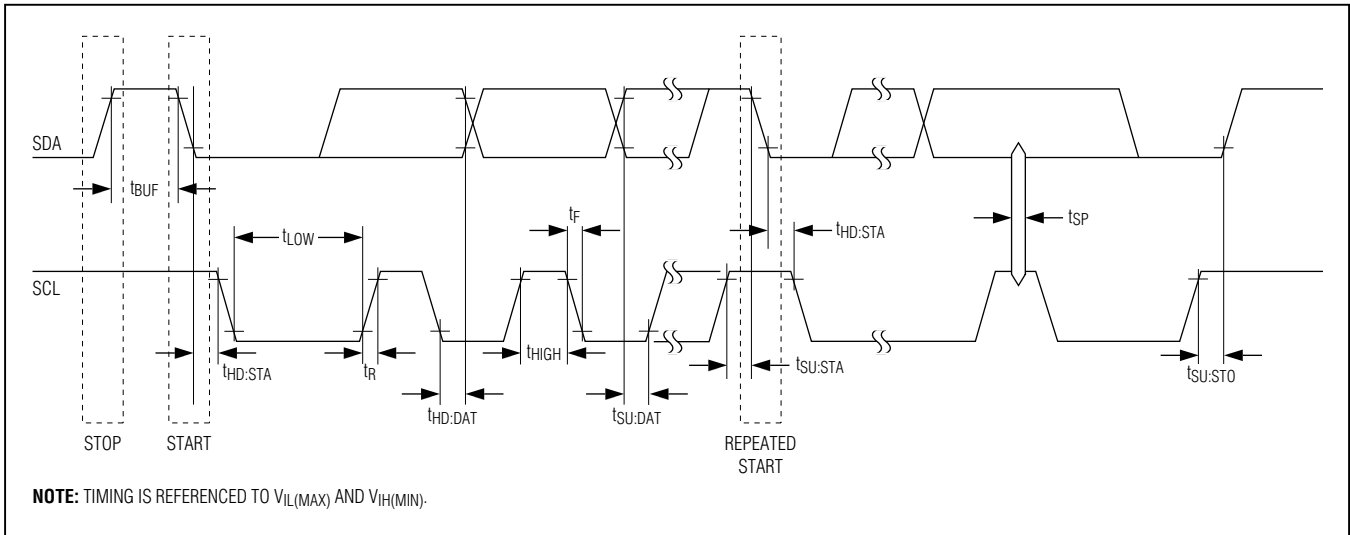 SDA
tBUF
tF
tSP
tLOW
tHD:STA
SCL
tHD:STA
tR
tHIGH
tSU:STA
tSU:STO
tHD:DAT
tSU:DAT
STOP
START
REPEATED
START
NOTE: TIMING IS REFERENCED TO VIL(MAX) AND VIH(MIN).